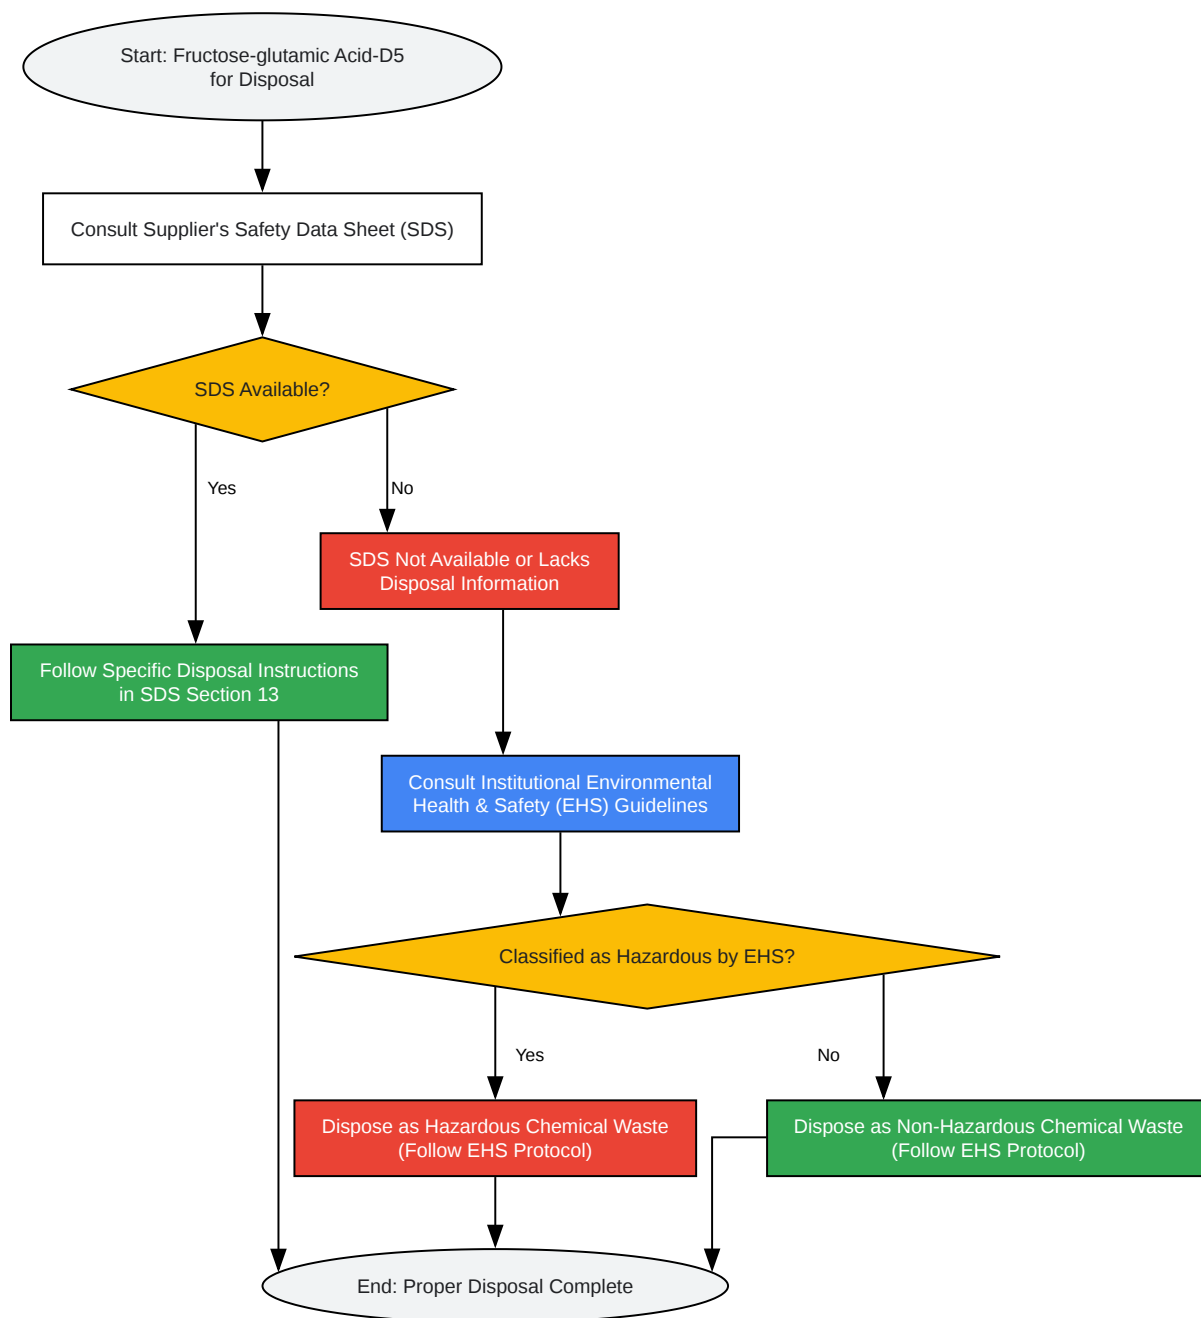 Start: Fructose-glutamic Acid-D5
for Disposal
Consult Supplier's Safety Data Sheet (SDS)
SDS Available?
Yes
No
SDS Not Available or Lacks
Disposal Information
Follow Specific Disposal Instructions
in SDS Section 13
Consult Institutional Environmental
Health & Safety (EHS) Guidelines
Classified as Hazardous by EHS?
Yes
No
Dispose as Hazardous Chemical Waste
(Follow EHS Protocol)
Dispose as Non-Hazardous Chemical Waste
(Follow EHS Protocol)
End: Proper Disposal Complete